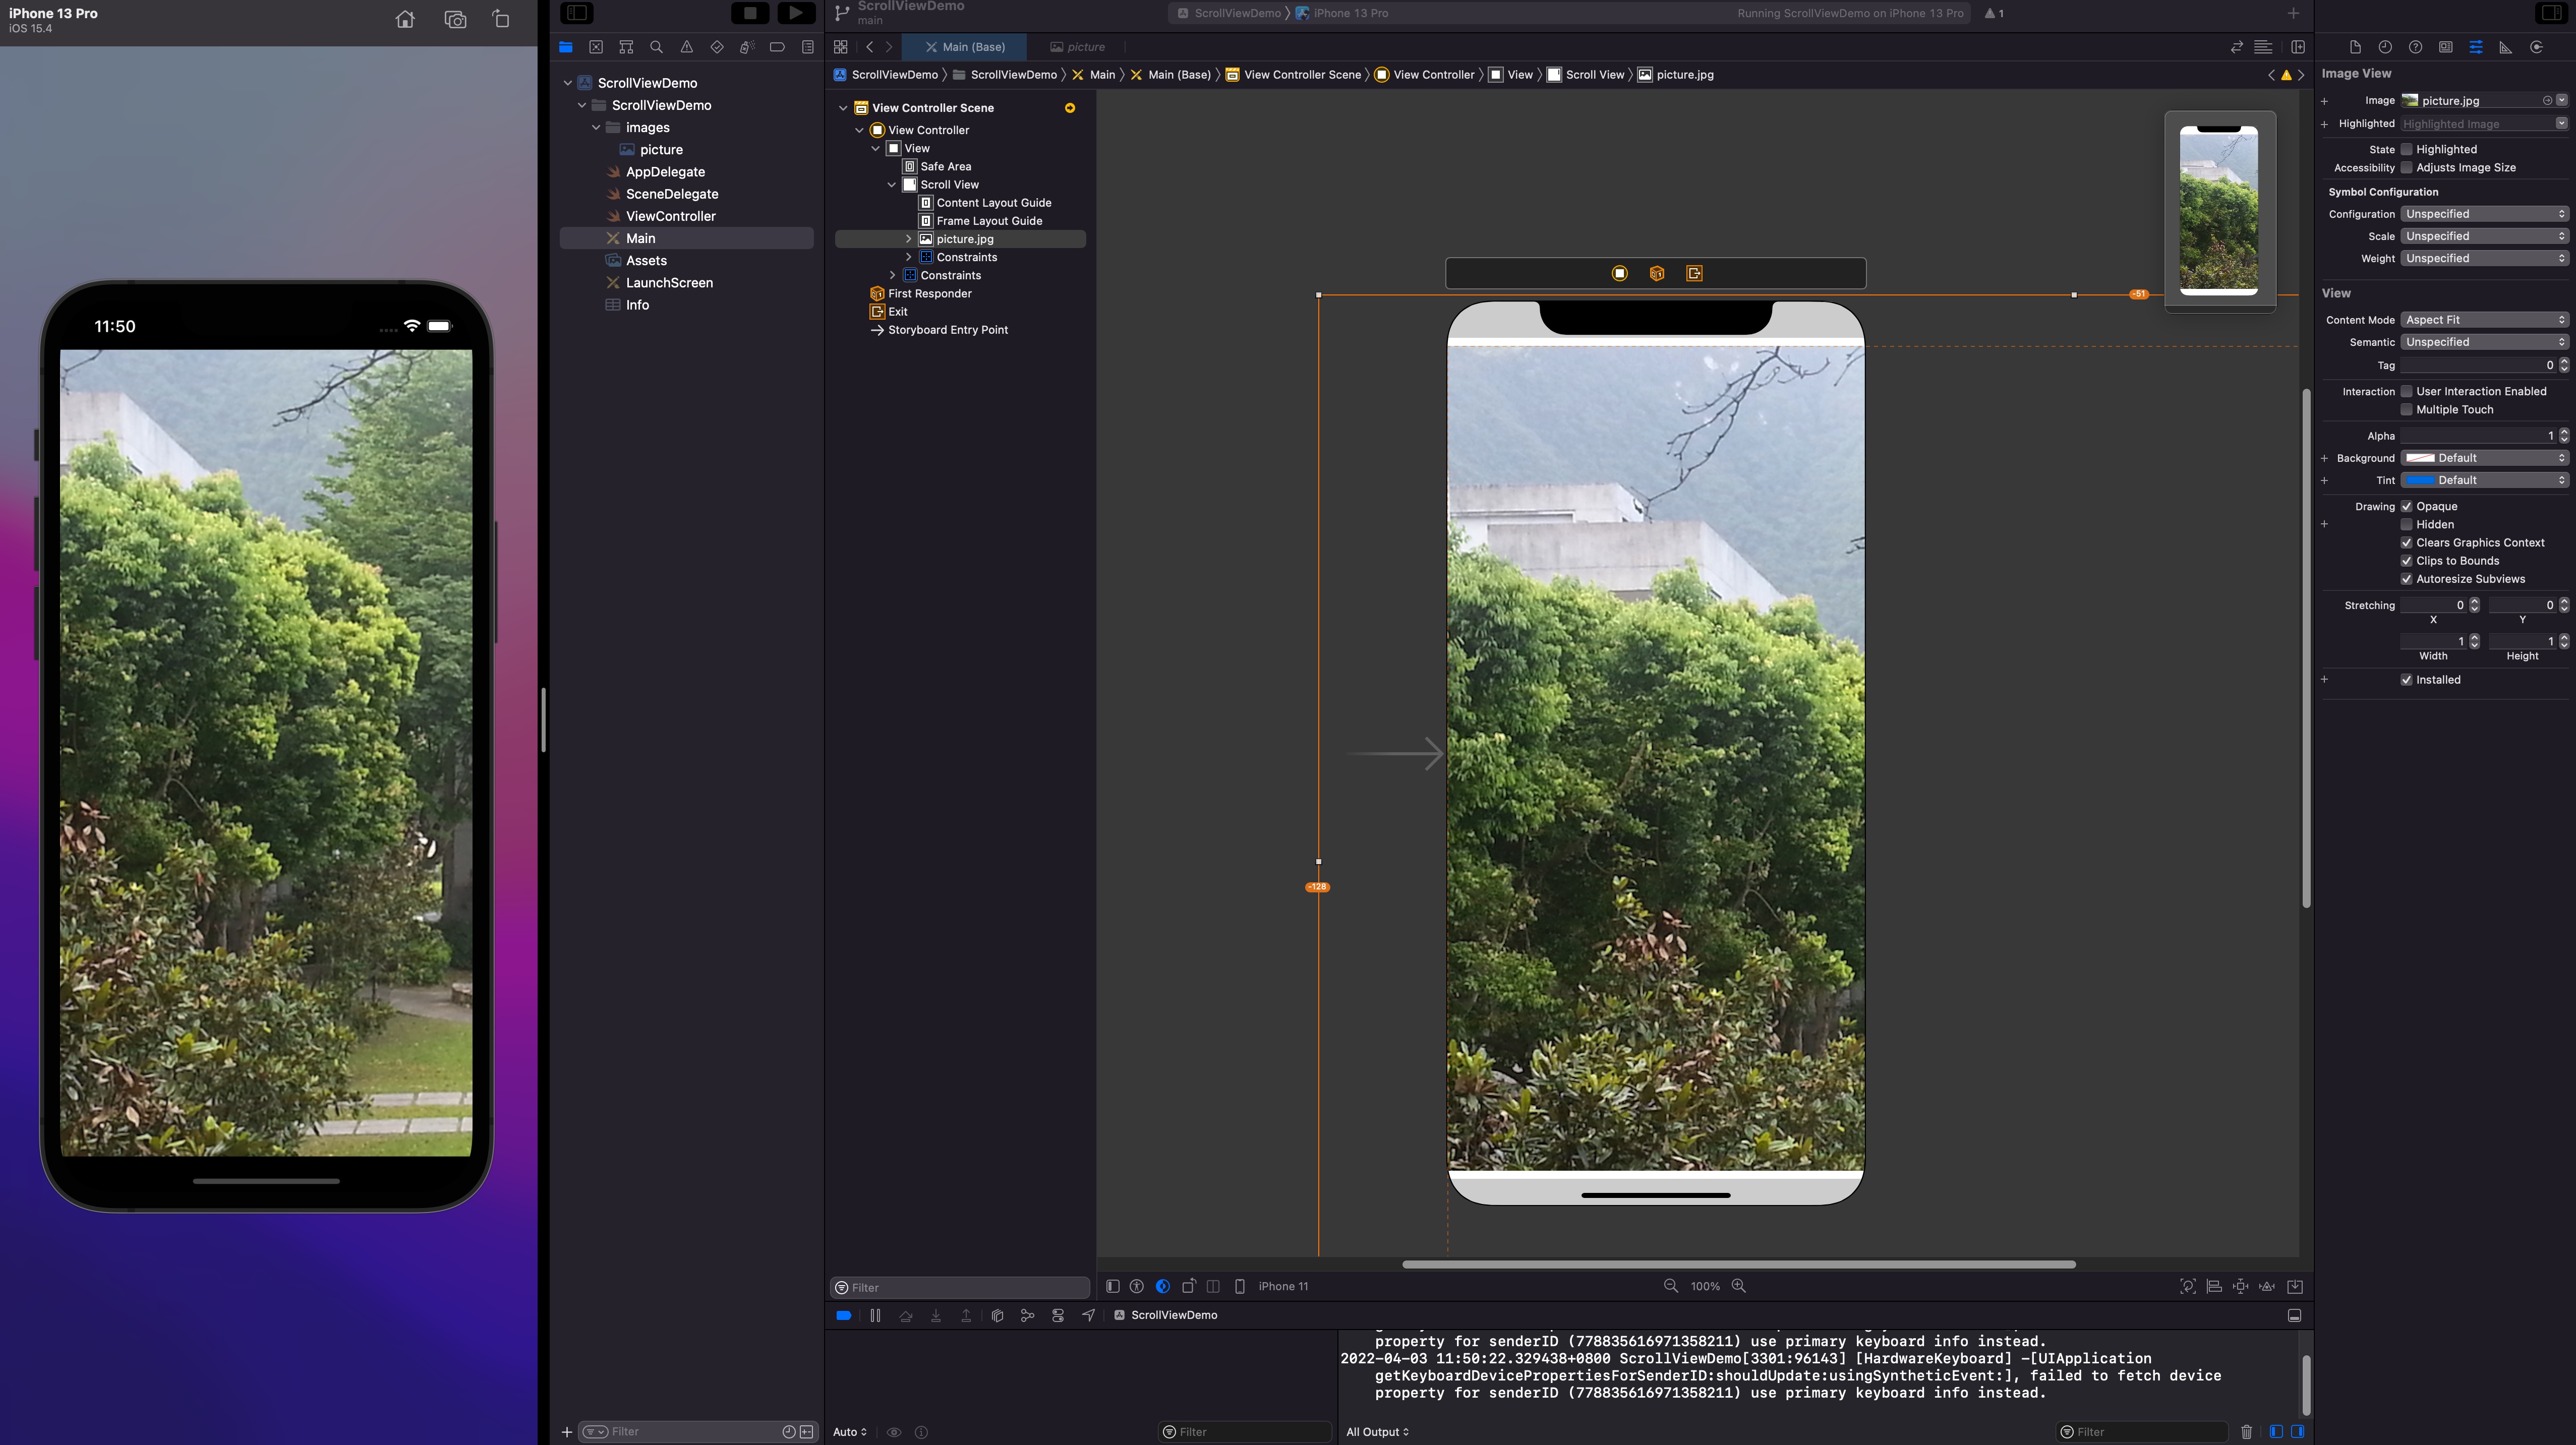 iPhone 13 Pro
iOS 15.4
11:50
ScrollViewDemo
ScrollViewDemo
images
picture
AppDelegate
SceneDelegate
ViewController
Main
Assets
LaunchScreen
Info
Filter
ScrollViewDemo
main
ScrollViewDemo
iPhone 13 Pro
Running ScrollViewDemo on iPhone 13 Pro
1
Main (Base)
picture
ScrollViewDemo
ScrollViewDemo
Main
Main (Base)
View Controller Scene
View Controller
View
Scroll View
picture.jpg
View Controller Scene
View Controller
View
Safe Area
Scroll View
Content Layout Guide
Frame Layout Guide
picture.jpg
Constraints
Constraints
First Responder
Exit
Storyboard Entry Point
Filter
-51
-128
iPhone 11
100%
ScrollViewDemo
property for senderID (778835616971358211) use primary keyboard info instead.
2022-04-03 11:50:22.329438+0800 ScrollViewDemo[3301:96143] [HardwareKeyboard] -[UIApplication
getKeyboardDevicePropertiesForSenderID:shouldUpdate:usingSyntheticEvent:], failed to fetch device
property for senderID (778835616971358211) use primary keyboard info instead.
Auto
Filter
All Output
Filter
Image View
Image picture.jpg
Highlighted Highlighted Image
State Highlighted
Accessibility Adjusts Image Size
Symbol Configuration
Configuration Unspecified
Scale Unspecified
Weight Unspecified
View
Content Mode Aspect Fit
Semantic Unspecified
Tag 0
Interaction User Interaction Enabled
Multiple Touch
Alpha 1
Background Default
Tint Default
Drawing Opaque
Hidden
Clears Graphics Context
Clips to Bounds
Autoresize Subviews
Stretching 0 0
X Y
1 1
Width Height
Installed